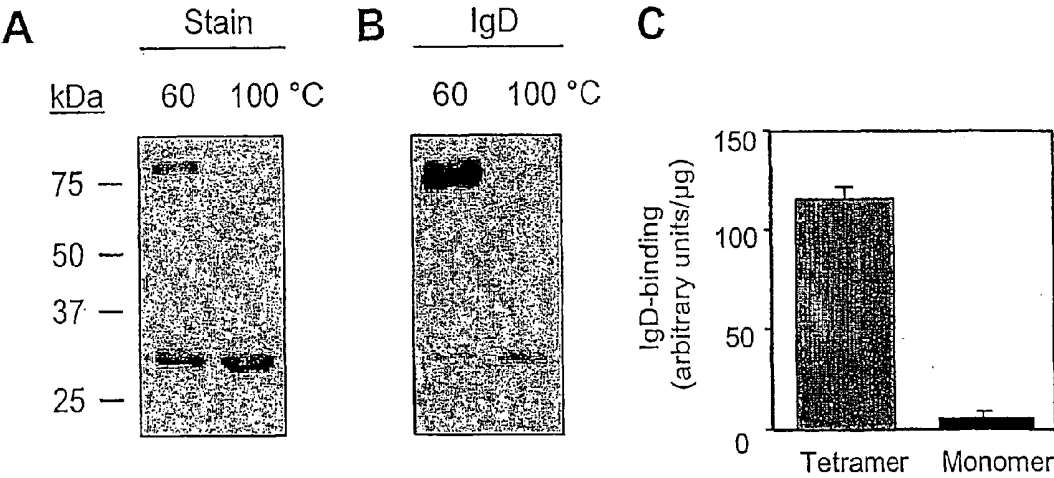 A
Stain
kDa
60 100 °C
75
50
37
25
B
IgD
60 100 °C
C
IgD-binding
(arbitrary units/µg)
150
100
50
0
Tetramer Monomer